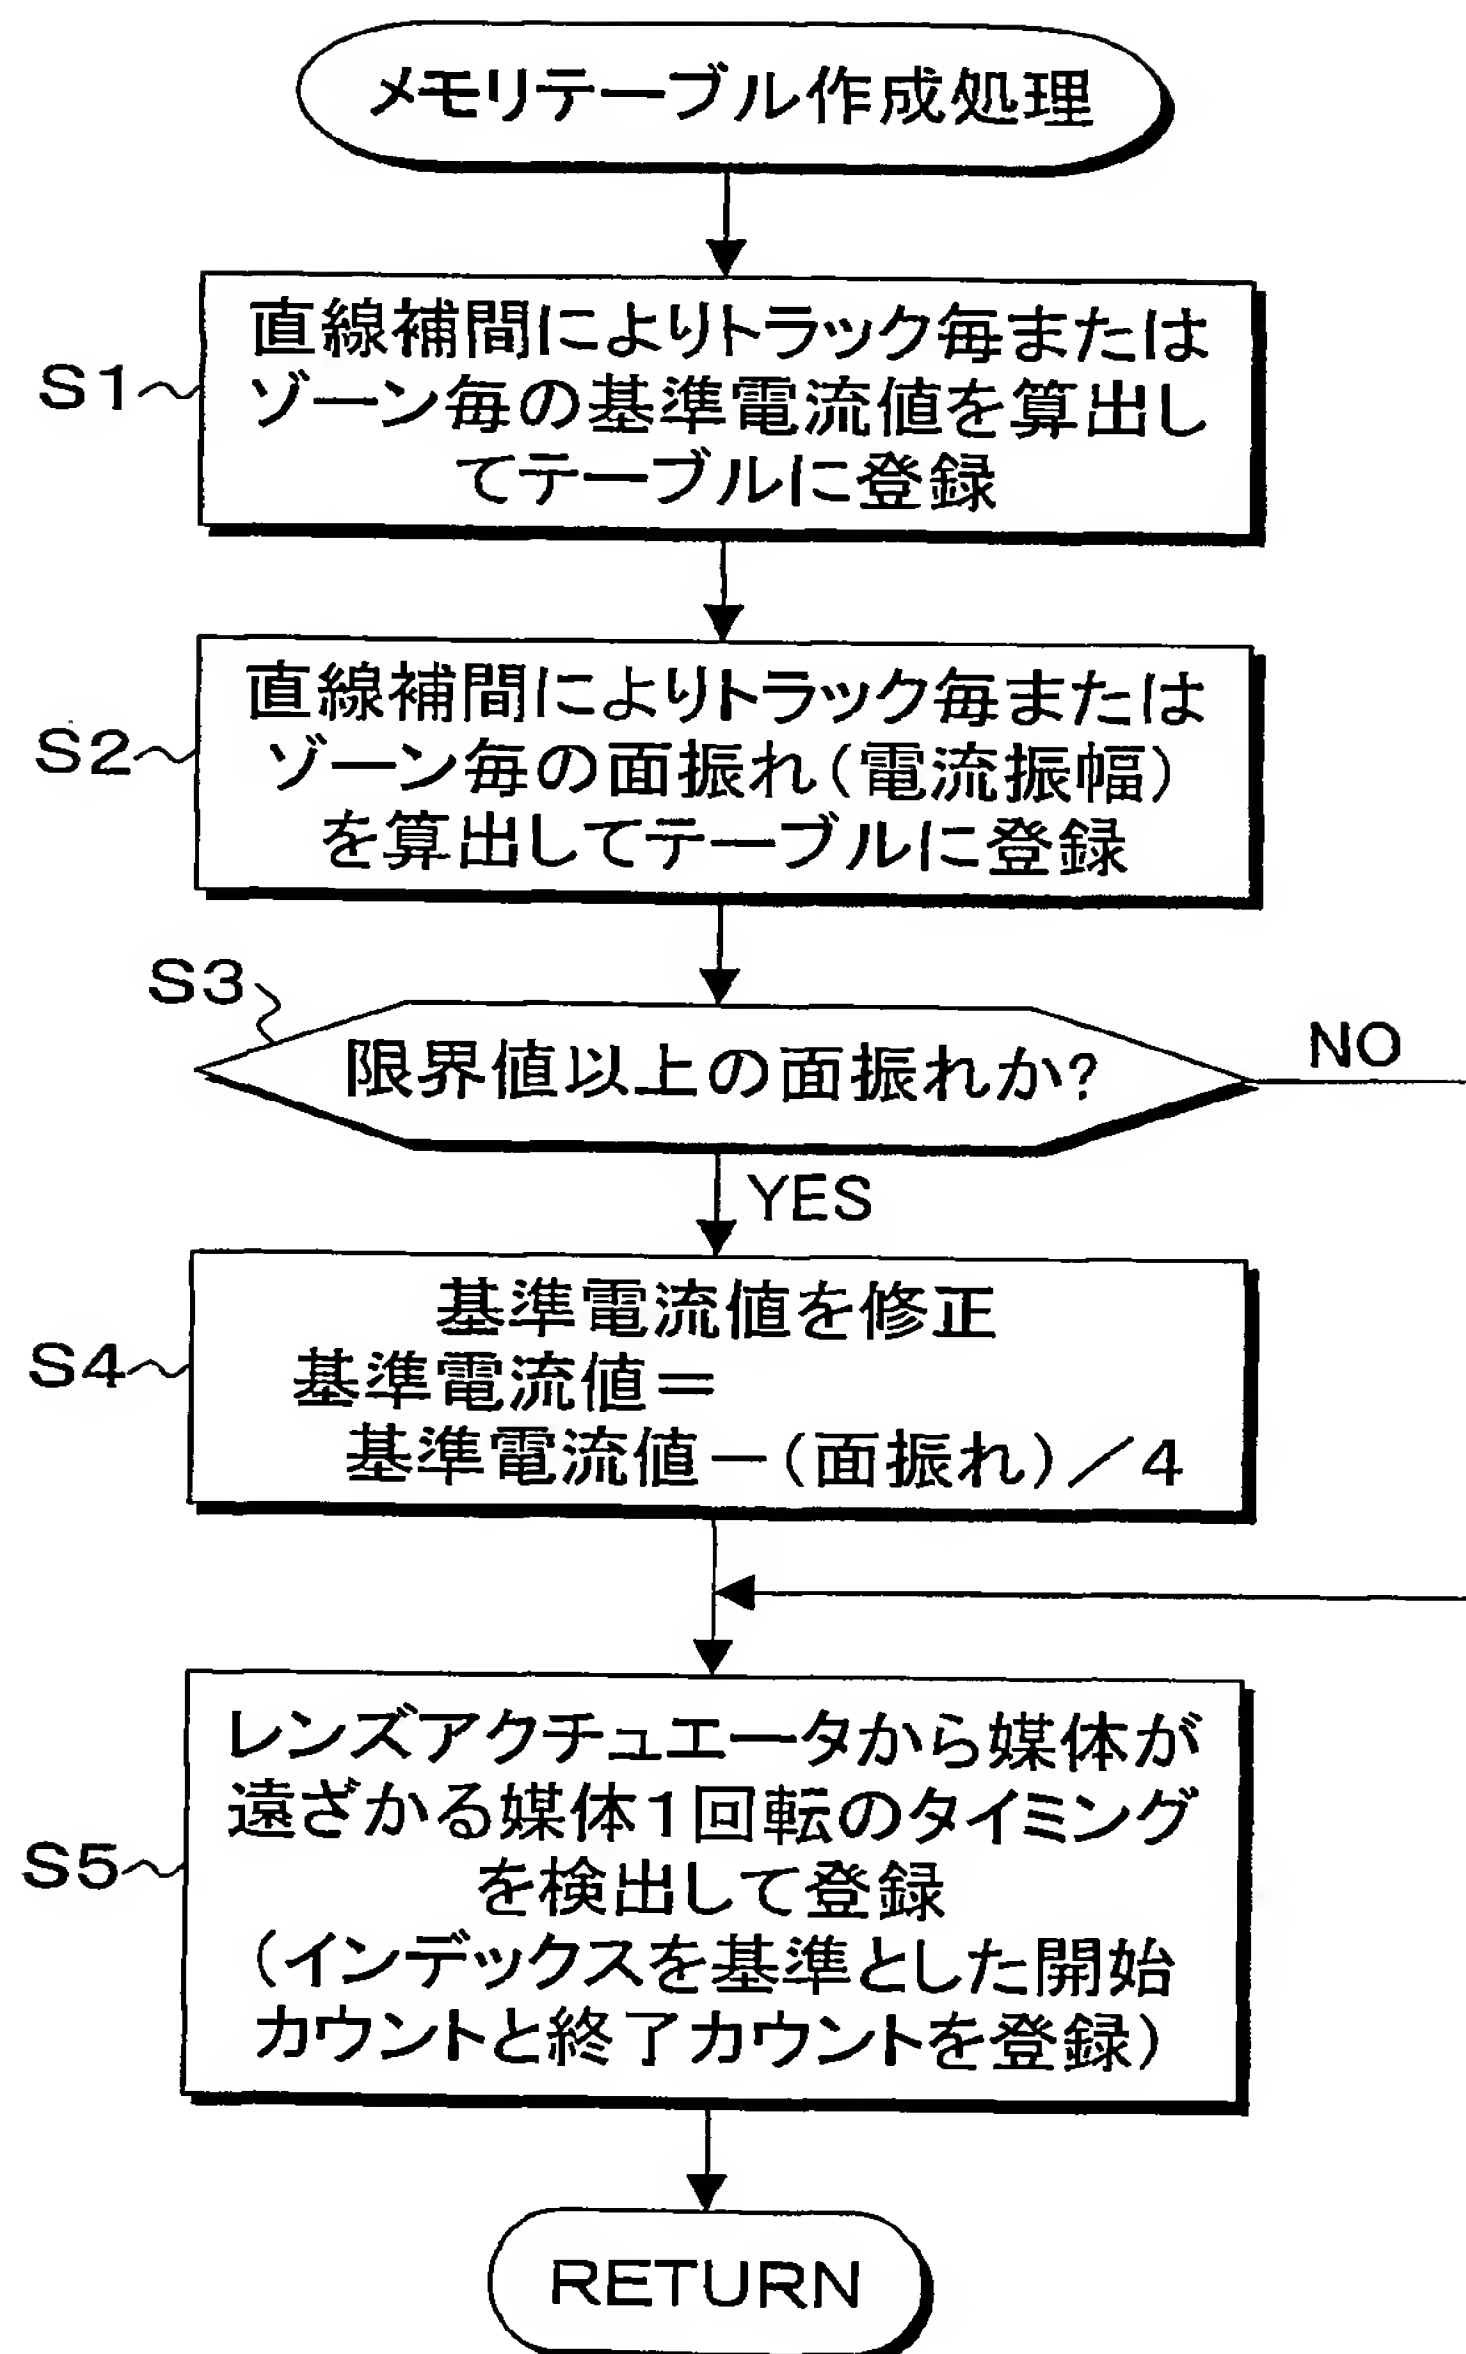 メモリテーブル作成処理
S1
直線補間によりトラック毎または
ゾーン毎の基準電流値を算出し
てテーブルに登録
S2
直線補間によりトラック毎または
ゾーン毎の面振れ(電流振幅)
を算出してテーブルに登録
S3
限界値以上の面振れか?
NO
YES
S4
基準電流値を修正
基準電流値=
基準電流値-(面振れ)/4
S5
レンズアクチュエータから媒体が
遠ざかる媒体1回転のタイミング
を検出して登録
(インデックスを基準とした開始
カウントと終了カウントを登録)
RETURN